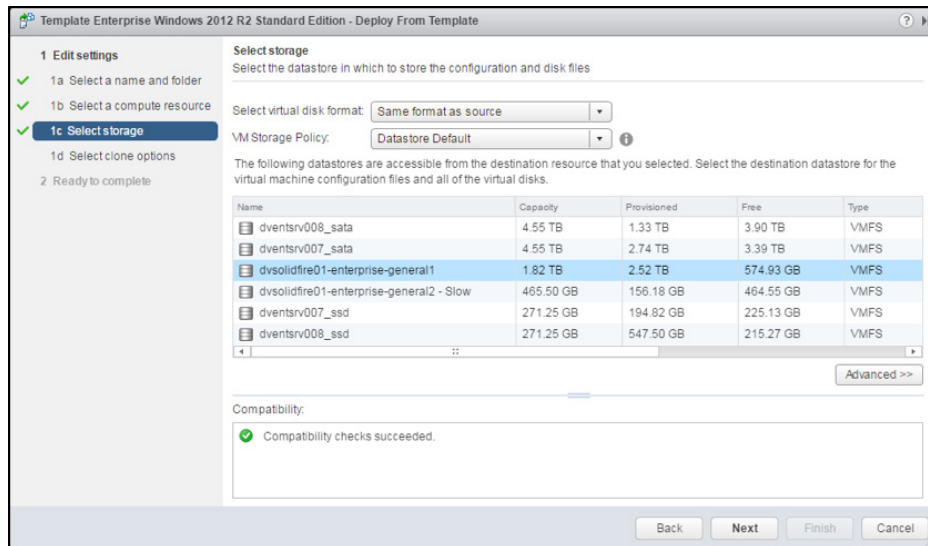 Template Enterprise Windows 2012 R2 Standard Edition - Deploy From Template
1 Edit settings
1a Select a name and folder
1b Select a compute resource
1c Select storage
1d Select clone options
2 Ready to complete
Select storage
Select the datastore in which to store the configuration and disk files
Select virtual disk format: Same format as source
VM Storage Policy: Datastore Default
The following datastores are accessible from the destination resource that you selected. Select the destination datastore for the
virtual machine configuration files and all of the virtual disks.
Name Capacity Provisioned Free Type
dventsrv008_sata 4.55 TB 1.33 TB 3.90 TB VMFS
dventsrv007_sata 4.55 TB 2.74 TB 3.39 TB VMFS
dvsolidfire01-enterprise-general1 1.82 TB 2.52 TB 574.93 GB VMFS
dvsolidfire01-enterprise-general2 - Slow 465.50 GB 156.18 GB 464.55 GB VMFS
dventsrv007_ssd 271.25 GB 194.82 GB 225.13 GB VMFS
dventsrv008_ssd 271.25 GB 547.50 GB 215.27 GB VMFS
Advanced >>
Compatibility:
Compatibility checks succeeded.
Back Next Finish Cancel